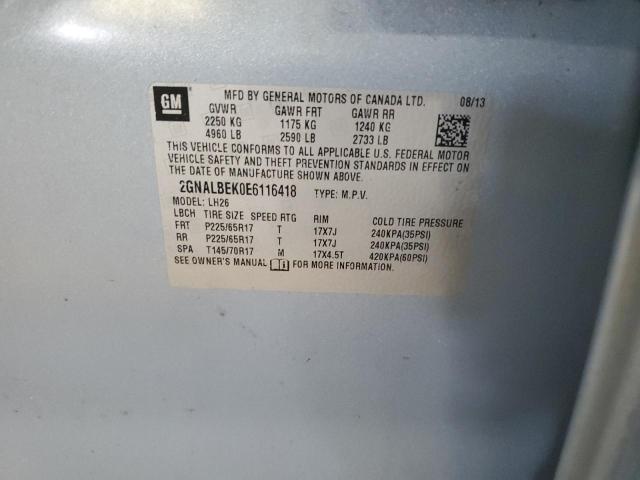 GM
MFD BY GENERAL MOTORS OF CANADA LTD. 08/13
GVWR GAWR FRT GAWR RR
2250 KG 1175 KG 1240 KG
4960 LB 2590 LB 2733 LB
THIS VEHICLE CONFORMS TO ALL APPLICABLE U.S. FEDERAL MOTOR
VEHICLE SAFETY AND THEFT PREVENTION STANDARDS IN EFFECT ON
THE DATE OF MANUFACTURE SHOWN ABOVE.
2GNALBEK0E6116418 TYPE: M.P.V.
MODEL: LH26
LBCH TIRE SIZE SPEED RTG RIM COLD TIRE PRESSURE
FRT P225/65R17 T 17X7J 240KPA(35PSI)
RR P225/65R17 T 17X7J 240KPA(35PSI)
SPA T145/70R17 M 17X4.5T 420KPA(60PSI)
SEE OWNER'S MANUAL FOR MORE INFORMATION.